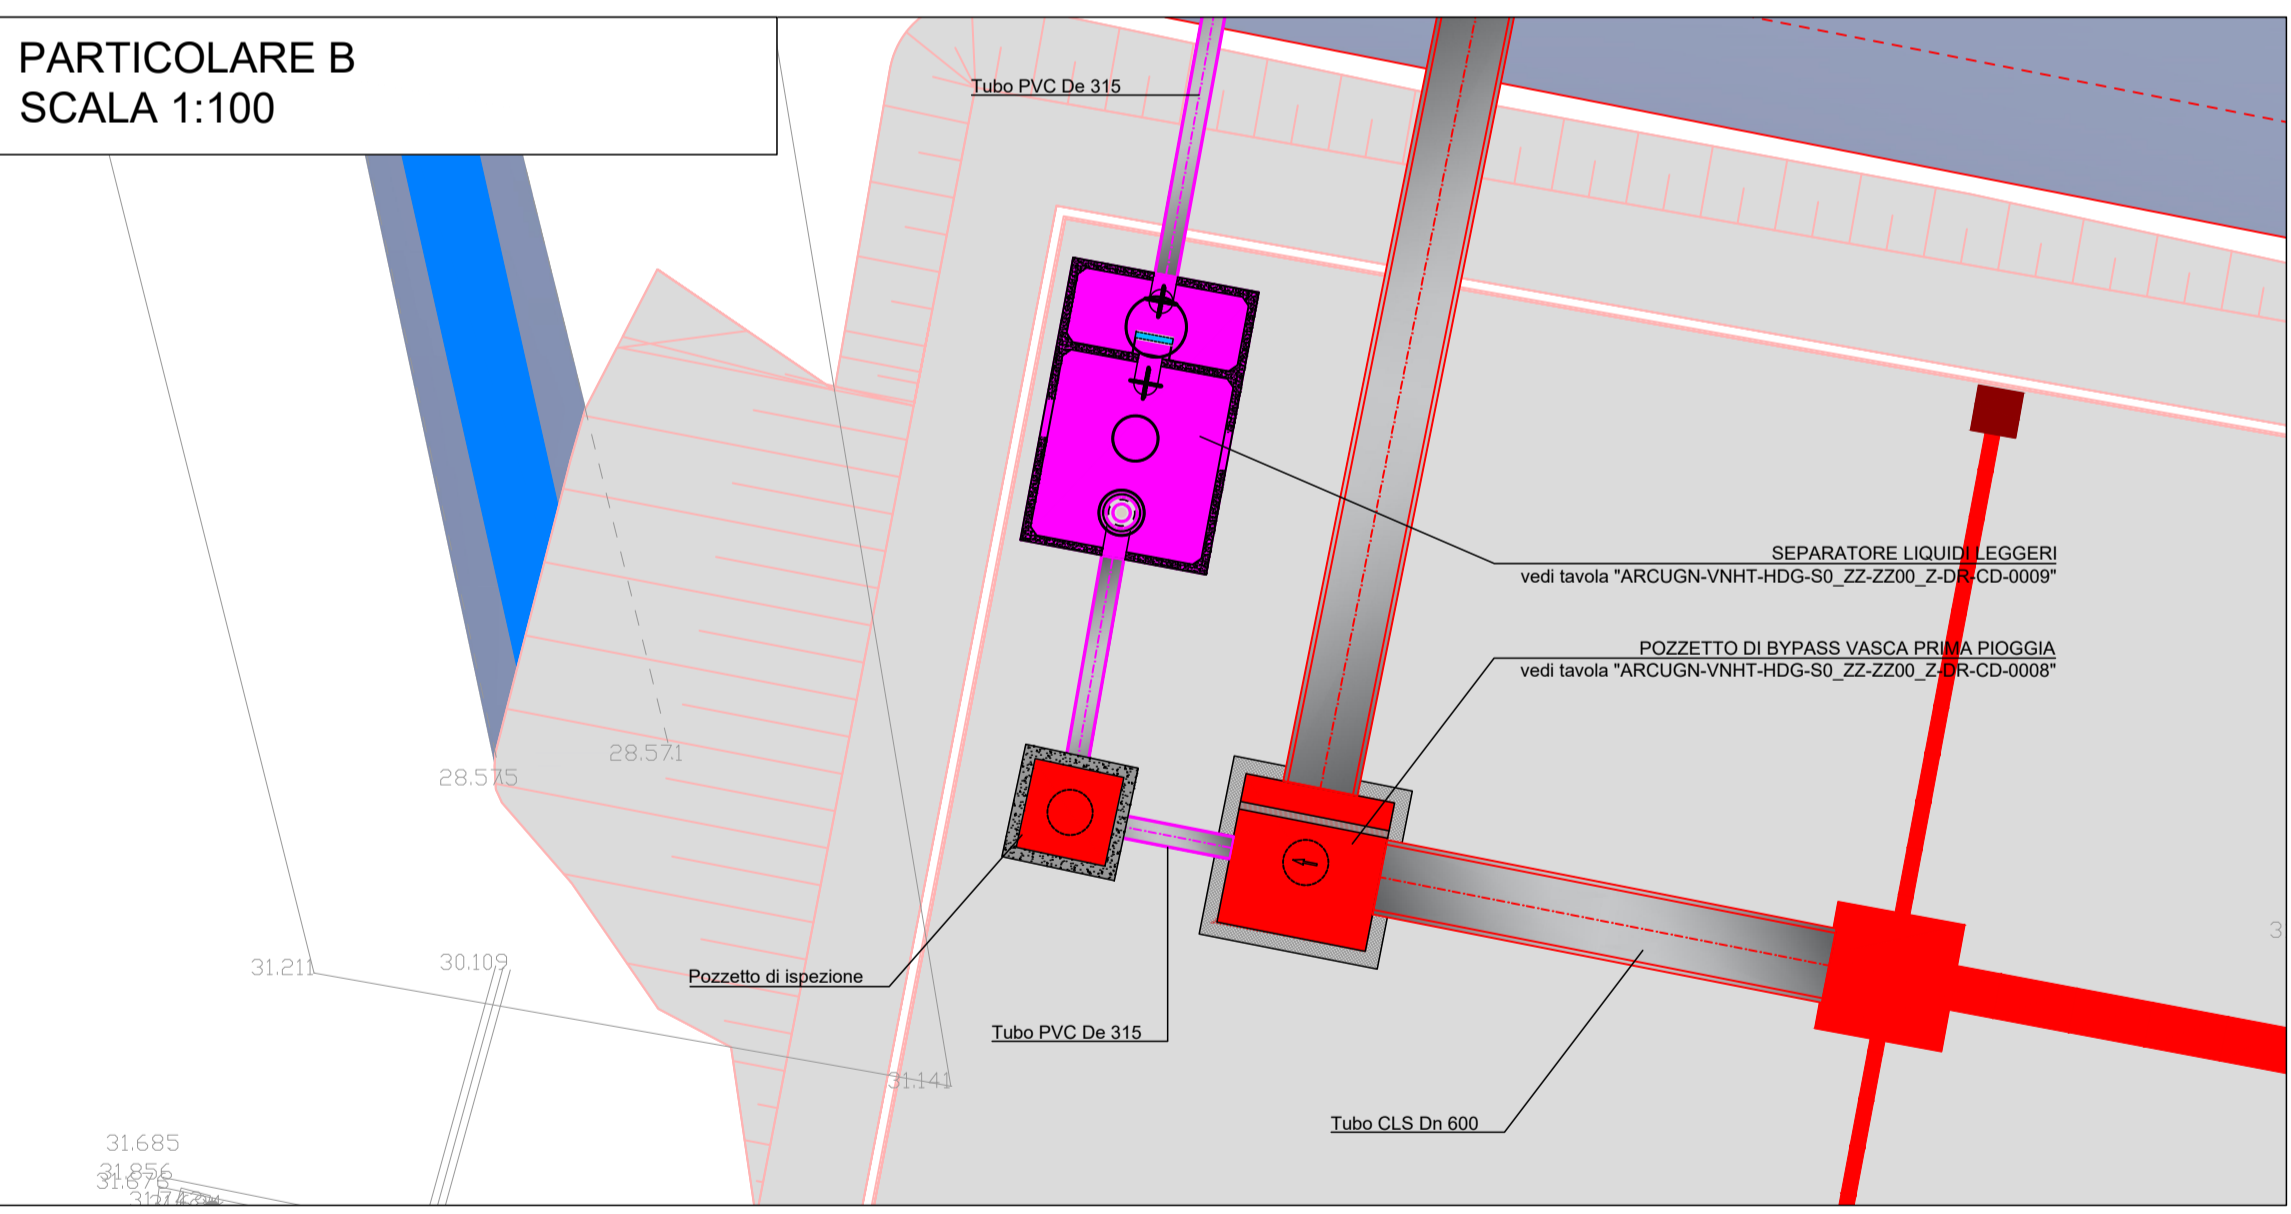 PARTICOLARE B
SCALA 1:100
Tubo PVC De 315
SEPARATORE LIQUIDI LEGGERI
vedi tavola "ARCUGN-VNHT-HDG-S0_ZZ-ZZ00_Z-DR-CD-0009"
POZZETTO DI BYPASS VASCA PRIMA PIOGGIA
vedi tavola "ARCUGN-VNHT-HDG-S0_ZZ-ZZ00_Z-DR-CD-0008"
28.571
28.575
31.211
30.109
Pozzetto di ispezione
Tubo PVC De 315
31.141
Tubo CLS Dn 600
31.685
31.856
31.676